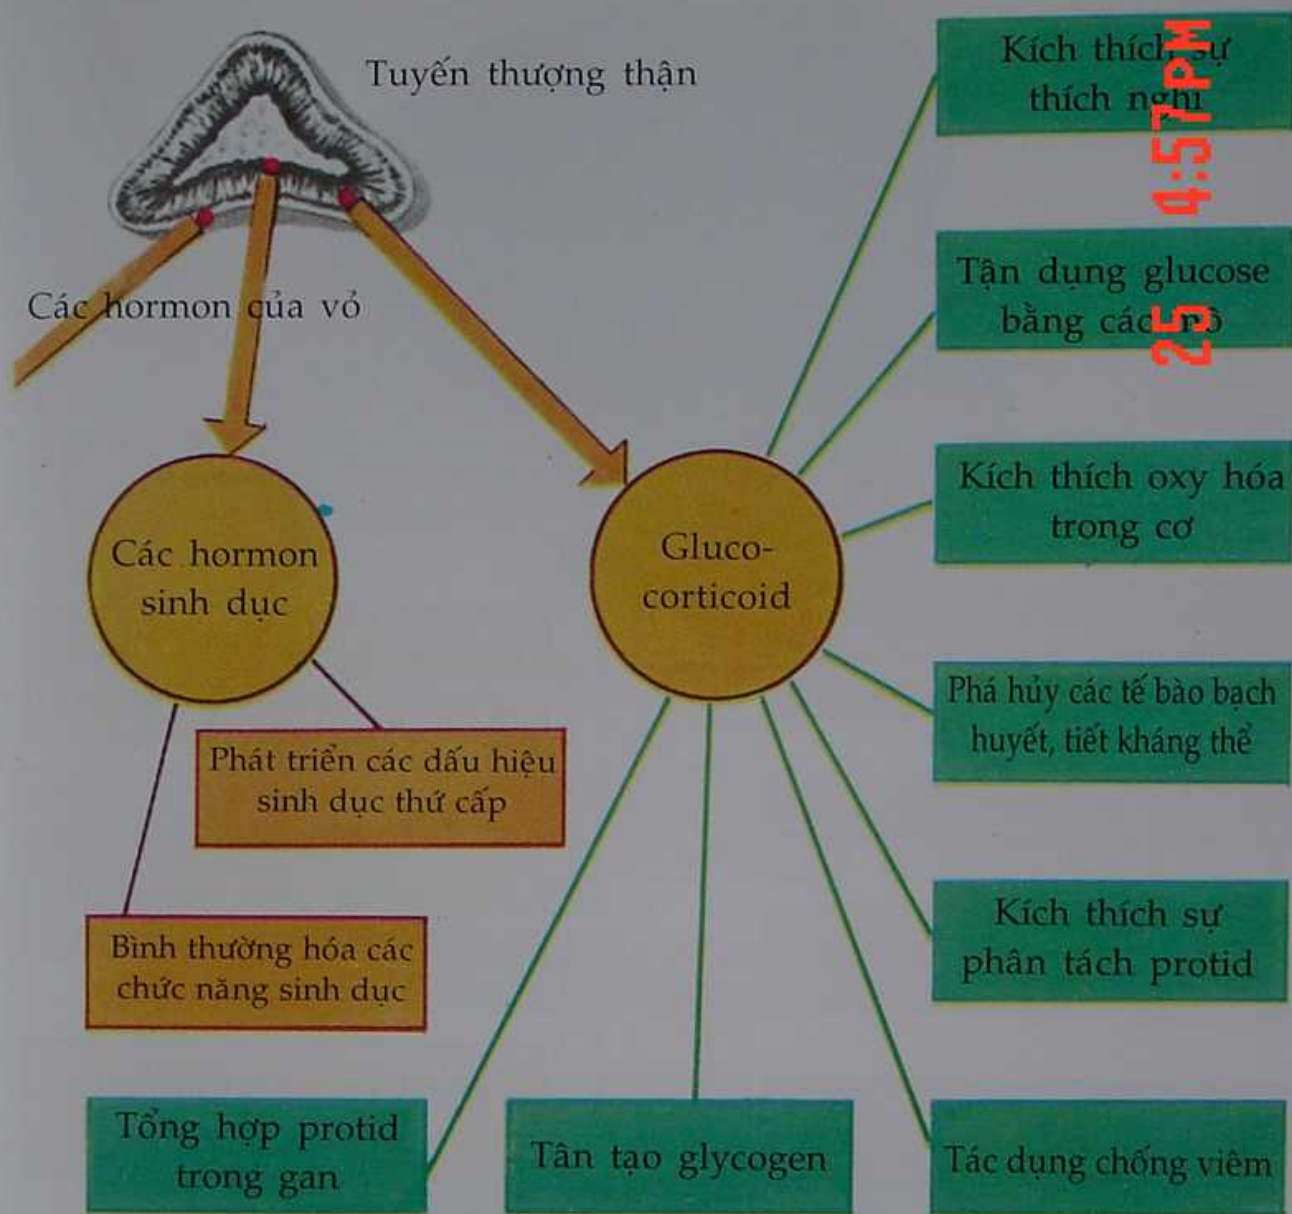 Tuyến thượng thận
Các hormon của vỏ
Các hormon
sinh dục
Gluco-
corticoid
Kích thích sự
thích nghi
Tận dụng glucose
bằng các mô
Kích thích oxy hóa
trong cơ
Phá hủy các tế bào bạch
huyết, tiết kháng thể
Kích thích sự
phân tách protid
Phát triển các dấu hiệu
sinh dục thứ cấp
Bình thường hóa các
chức năng sinh dục
Tổng hợp protid
trong gan
Tân tạo glycogen
Tác dụng chống viêm
25 4:57PM